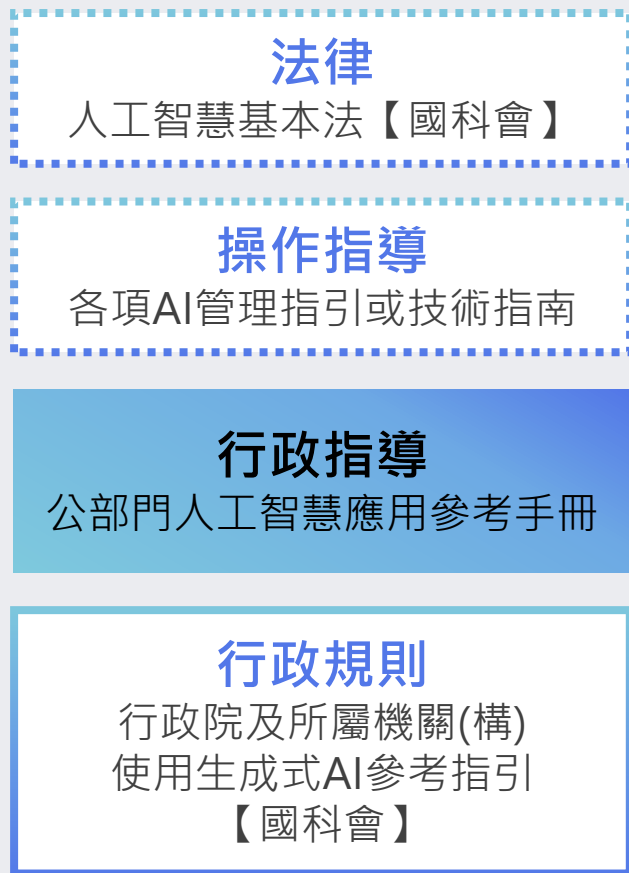 法律
人工智慧基本法【國科會】
操作指導
各項AI管理指引或技術指南
行政指導
公部門人工智慧應用參考手冊
行政規則
行政院及所屬機關(構)
使用生成式AI參考指引
【國科會】